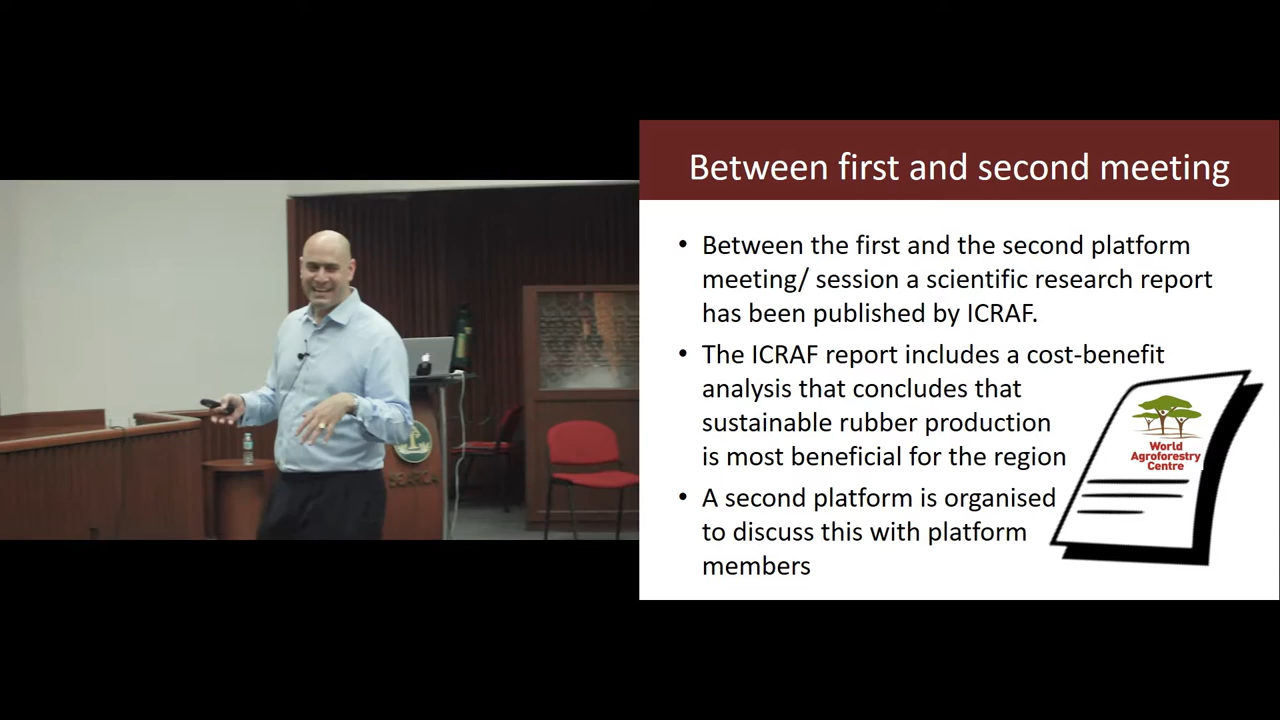 Between first and second meeting
• Between the first and the second platform
meeting/ session a scientific research report
has been published by ICRAF.
• The ICRAF report includes a cost-benefit
analysis that concludes that
sustainable rubber production
is most beneficial for the region
• A second platform is organised
to discuss this with platform
members
World
Agroforestry
Centre
SEARCA